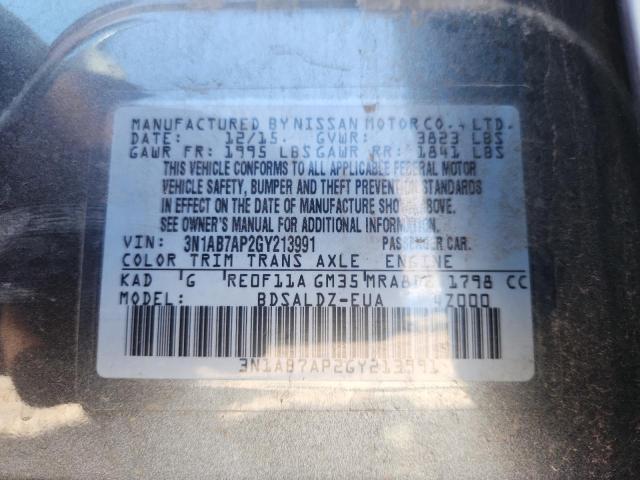 MANUFACTURED BY NISSAN MOTOR CO., LTD.
DATE: 12/15 GVWR: 3823 LBS
GAWR FR: 1995 LBS GAWR RR: 1841 LBS
THIS VEHICLE CONFORMS TO ALL APPLICABLE FEDERAL MOTOR
VEHICLE SAFETY, BUMPER AND THEFT PREVENTION STANDARDS
IN EFFECT ON THE DATE OF MANUFACTURE SHOWN ABOVE.
SEE OWNER'S MANUAL FOR ADDITIONAL INFORMATION.
VIN: 3N1AB7AP2GY213991 PASSENGER CAR
COLOR TRIM TRANS AXLE ENGINE
KAD G RE0F11A GM35 MRA8DE 1798 CC
MODEL: BDSALDZ-EUA 4Z000
3N1AB7AP2GY213991